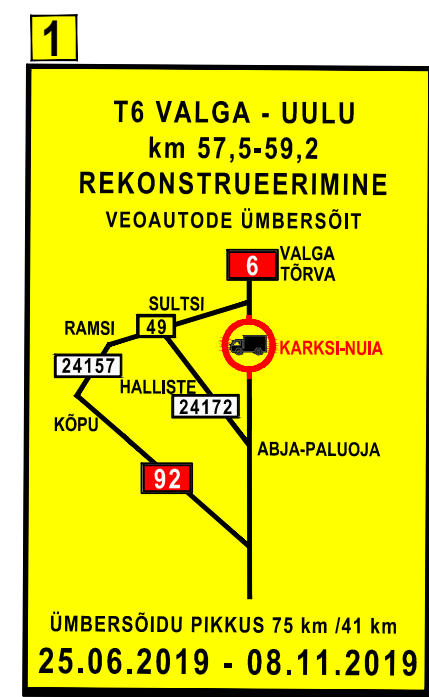 1
T6 VALGA - UULU
km 57,5-59,2
REKONSTRUEERIMINE
VEOAUTODE ÜMBERSÕIT
6
VALGA
TÕRVA
SULTSI
RAMSI
49
KARKSI-NUIA
24157
HALLISTE
24172
KÕPU
ABJA-PALUOJA
92
ÜMBERSÕIDU PIKKUS 75 km /41 km
25.06.2019 - 08.11.2019